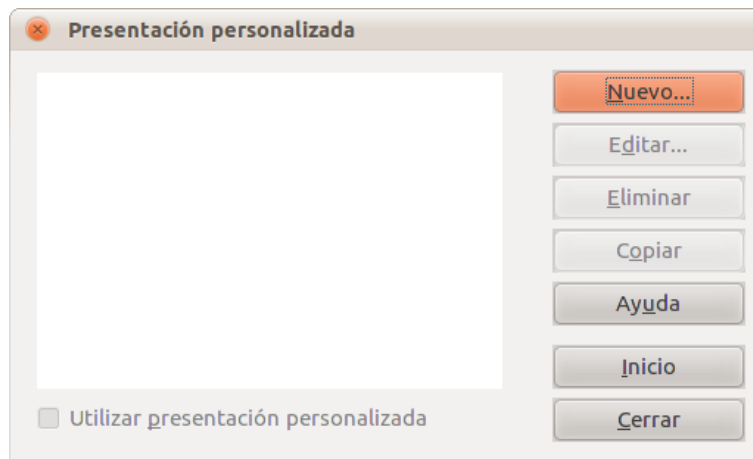 Presentación personalizada
Nuevo...
Editar...
Eliminar
Copiar
Ayuda
Inicio
Utilizar presentación personalizada
Cerrar